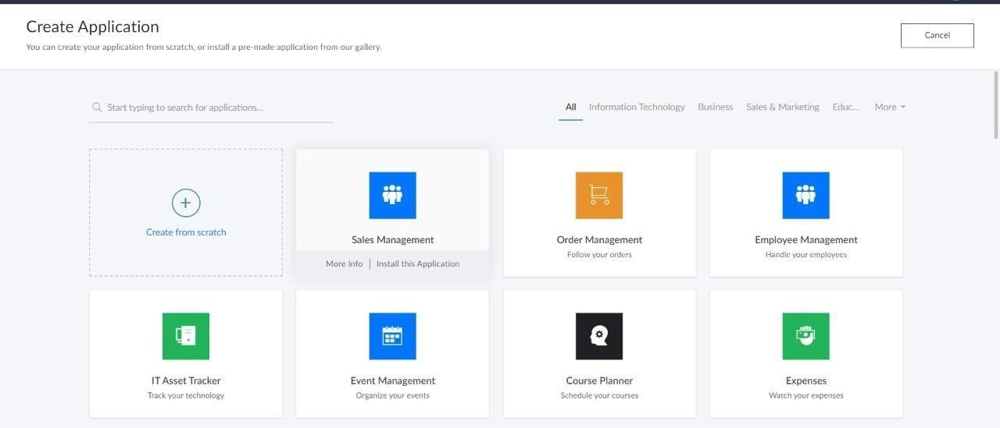 Create Application
Cancel
You can create your application from scratch, or install a pre-made application from our gallery.
Start typing to search for applications...
All Information Technology Business Sales & Marketing Educ... More
Create from scratch
Sales Management
More Info Install this Application
Order Management
Follow your orders
Employee Management
Handle your employees
IT Asset Tracker
Track your technology
Event Management
Organize your events
Course Planner
Schedule your courses
Expenses
Watch your expenses